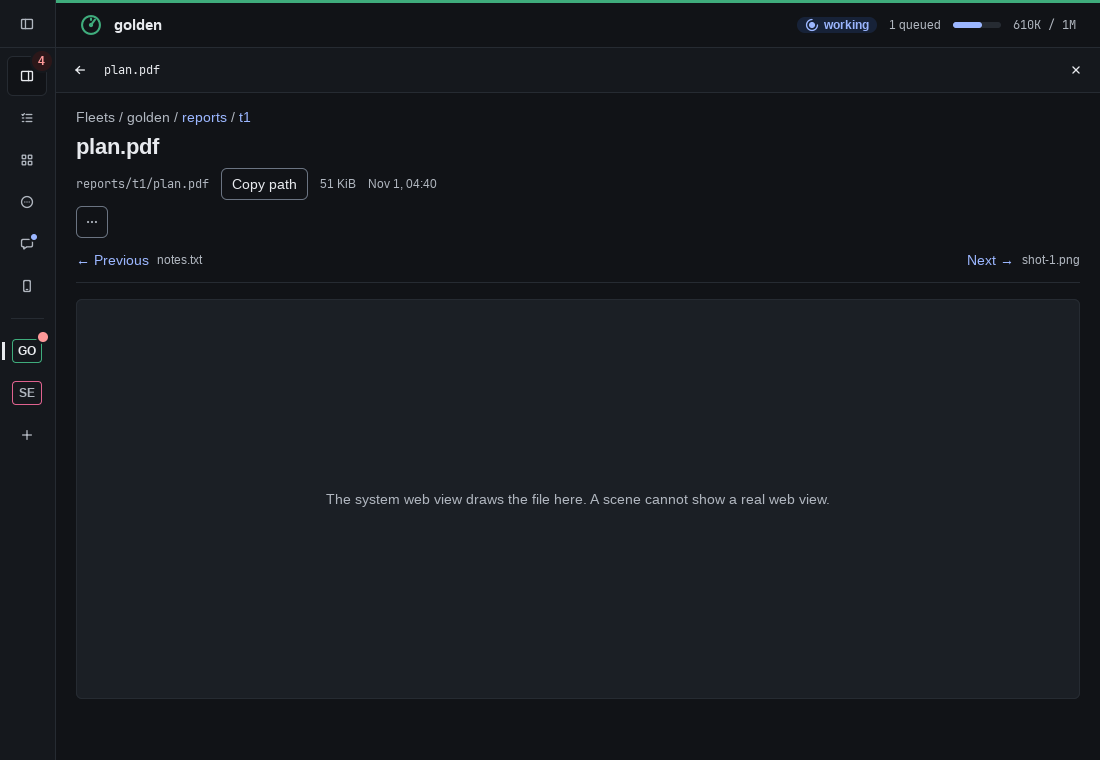 golden
working
1 queued
610K / 1M
4
plan.pdf
Fleets / golden / reports / t1
plan.pdf
reports/t1/plan.pdf
Copy path
51 KiB
Nov 1, 04:40
← Previous
notes.txt
Next →
shot-1.png
GO
SE
The system web view draws the file here. A scene cannot show a real web view.